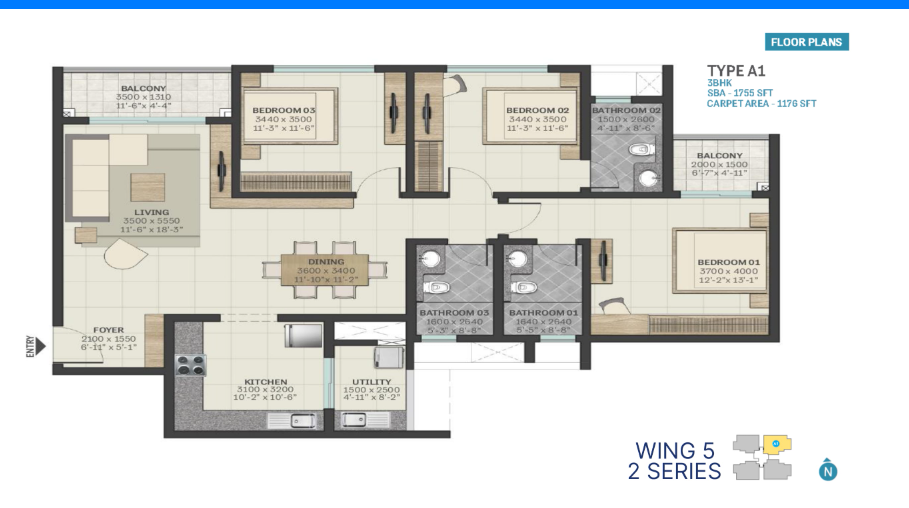 FLOOR PLANS
TYPE A1
3BHK
SBA - 1755 SFT
CARPET AREA - 1176 SFT
BALCONY
3500 x 1310
11'-6"x 4'-4"
BEDROOM 03
3440 x 3500
11'-3" x 11'-6"
BEDROOM 02
3440 x 3500
11'-3" x 11'-6"
BATHROOM 02
1500 x 2600
4'-11" x 8'-6"
BALCONY
2000 x 1500
6'-7"x 4'-11"
LIVING
3500 x 5550
11'-6" x 18'-3"
DINING
3600 x 3400
11'-10"x 11'-2"
BEDROOM 01
3700 x 4000
12'-2"x 13'-1"
FOYER
2100 x 1550
6'-11" x 5'-1"
ENTRY
BATHROOM 03
1600 x 2640
5'-3" x 8'-8"
BATHROOM 01
1640 x 2640
5'-5" x 8'-8"
KITCHEN
3100 x 3200
10'-2" x 10'-6"
UTILITY
1500 x 2500
4'-11" x 8'-2"
WING 5
2 SERIES
N